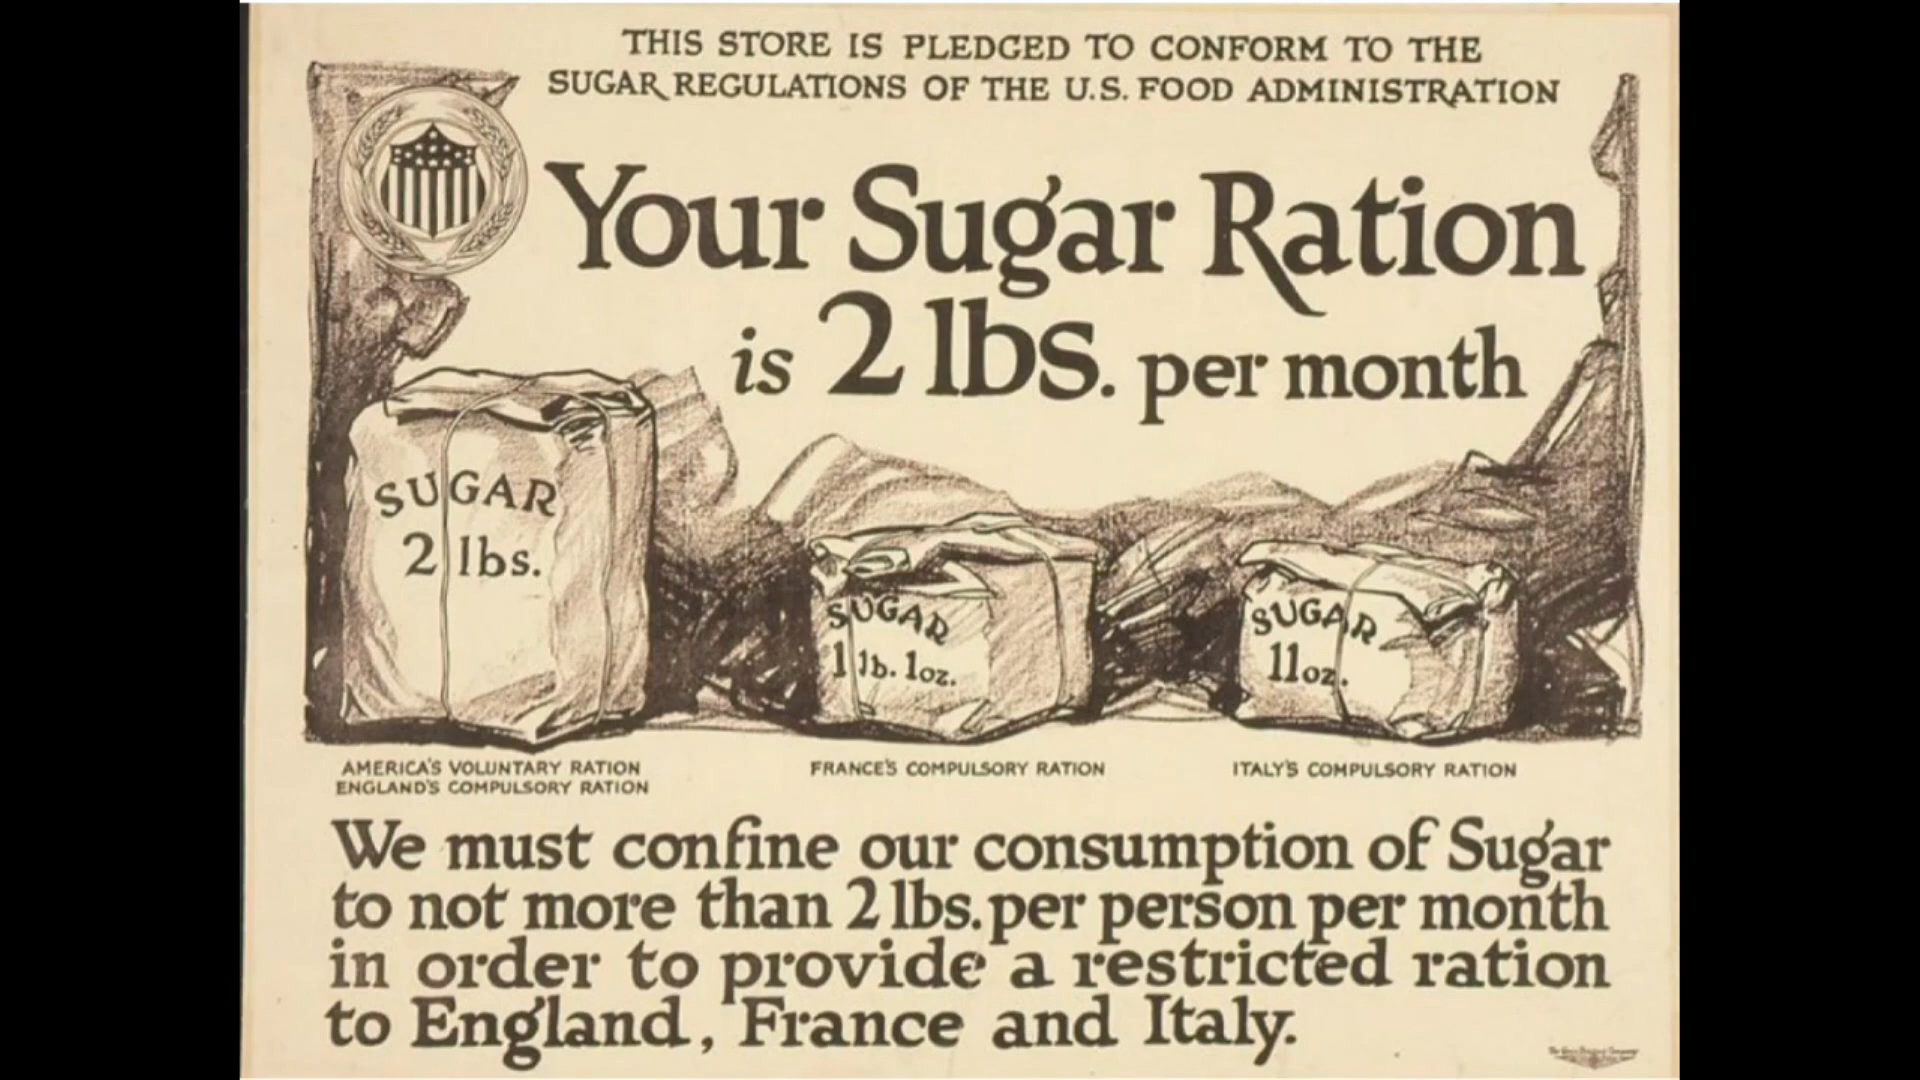 THIS STORE IS PLEDGED TO CONFORM TO THE
SUGAR REGULATIONS OF THE U.S. FOOD ADMINISTRATION
Your Sugar Ration
is 2 lbs. per month
SUGAR
2 lbs.
SUGAR
1 lb. 1oz.
SUGAR
11oz.
AMERICA'S VOLUNTARY RATION
ENGLAND'S COMPULSORY RATION
FRANCE'S COMPULSORY RATION
ITALY'S COMPULSORY RATION
We must confine our consumption of Sugar
to not more than 2 lbs. per person per month
in order to provide a restricted ration
to England, France and Italy.